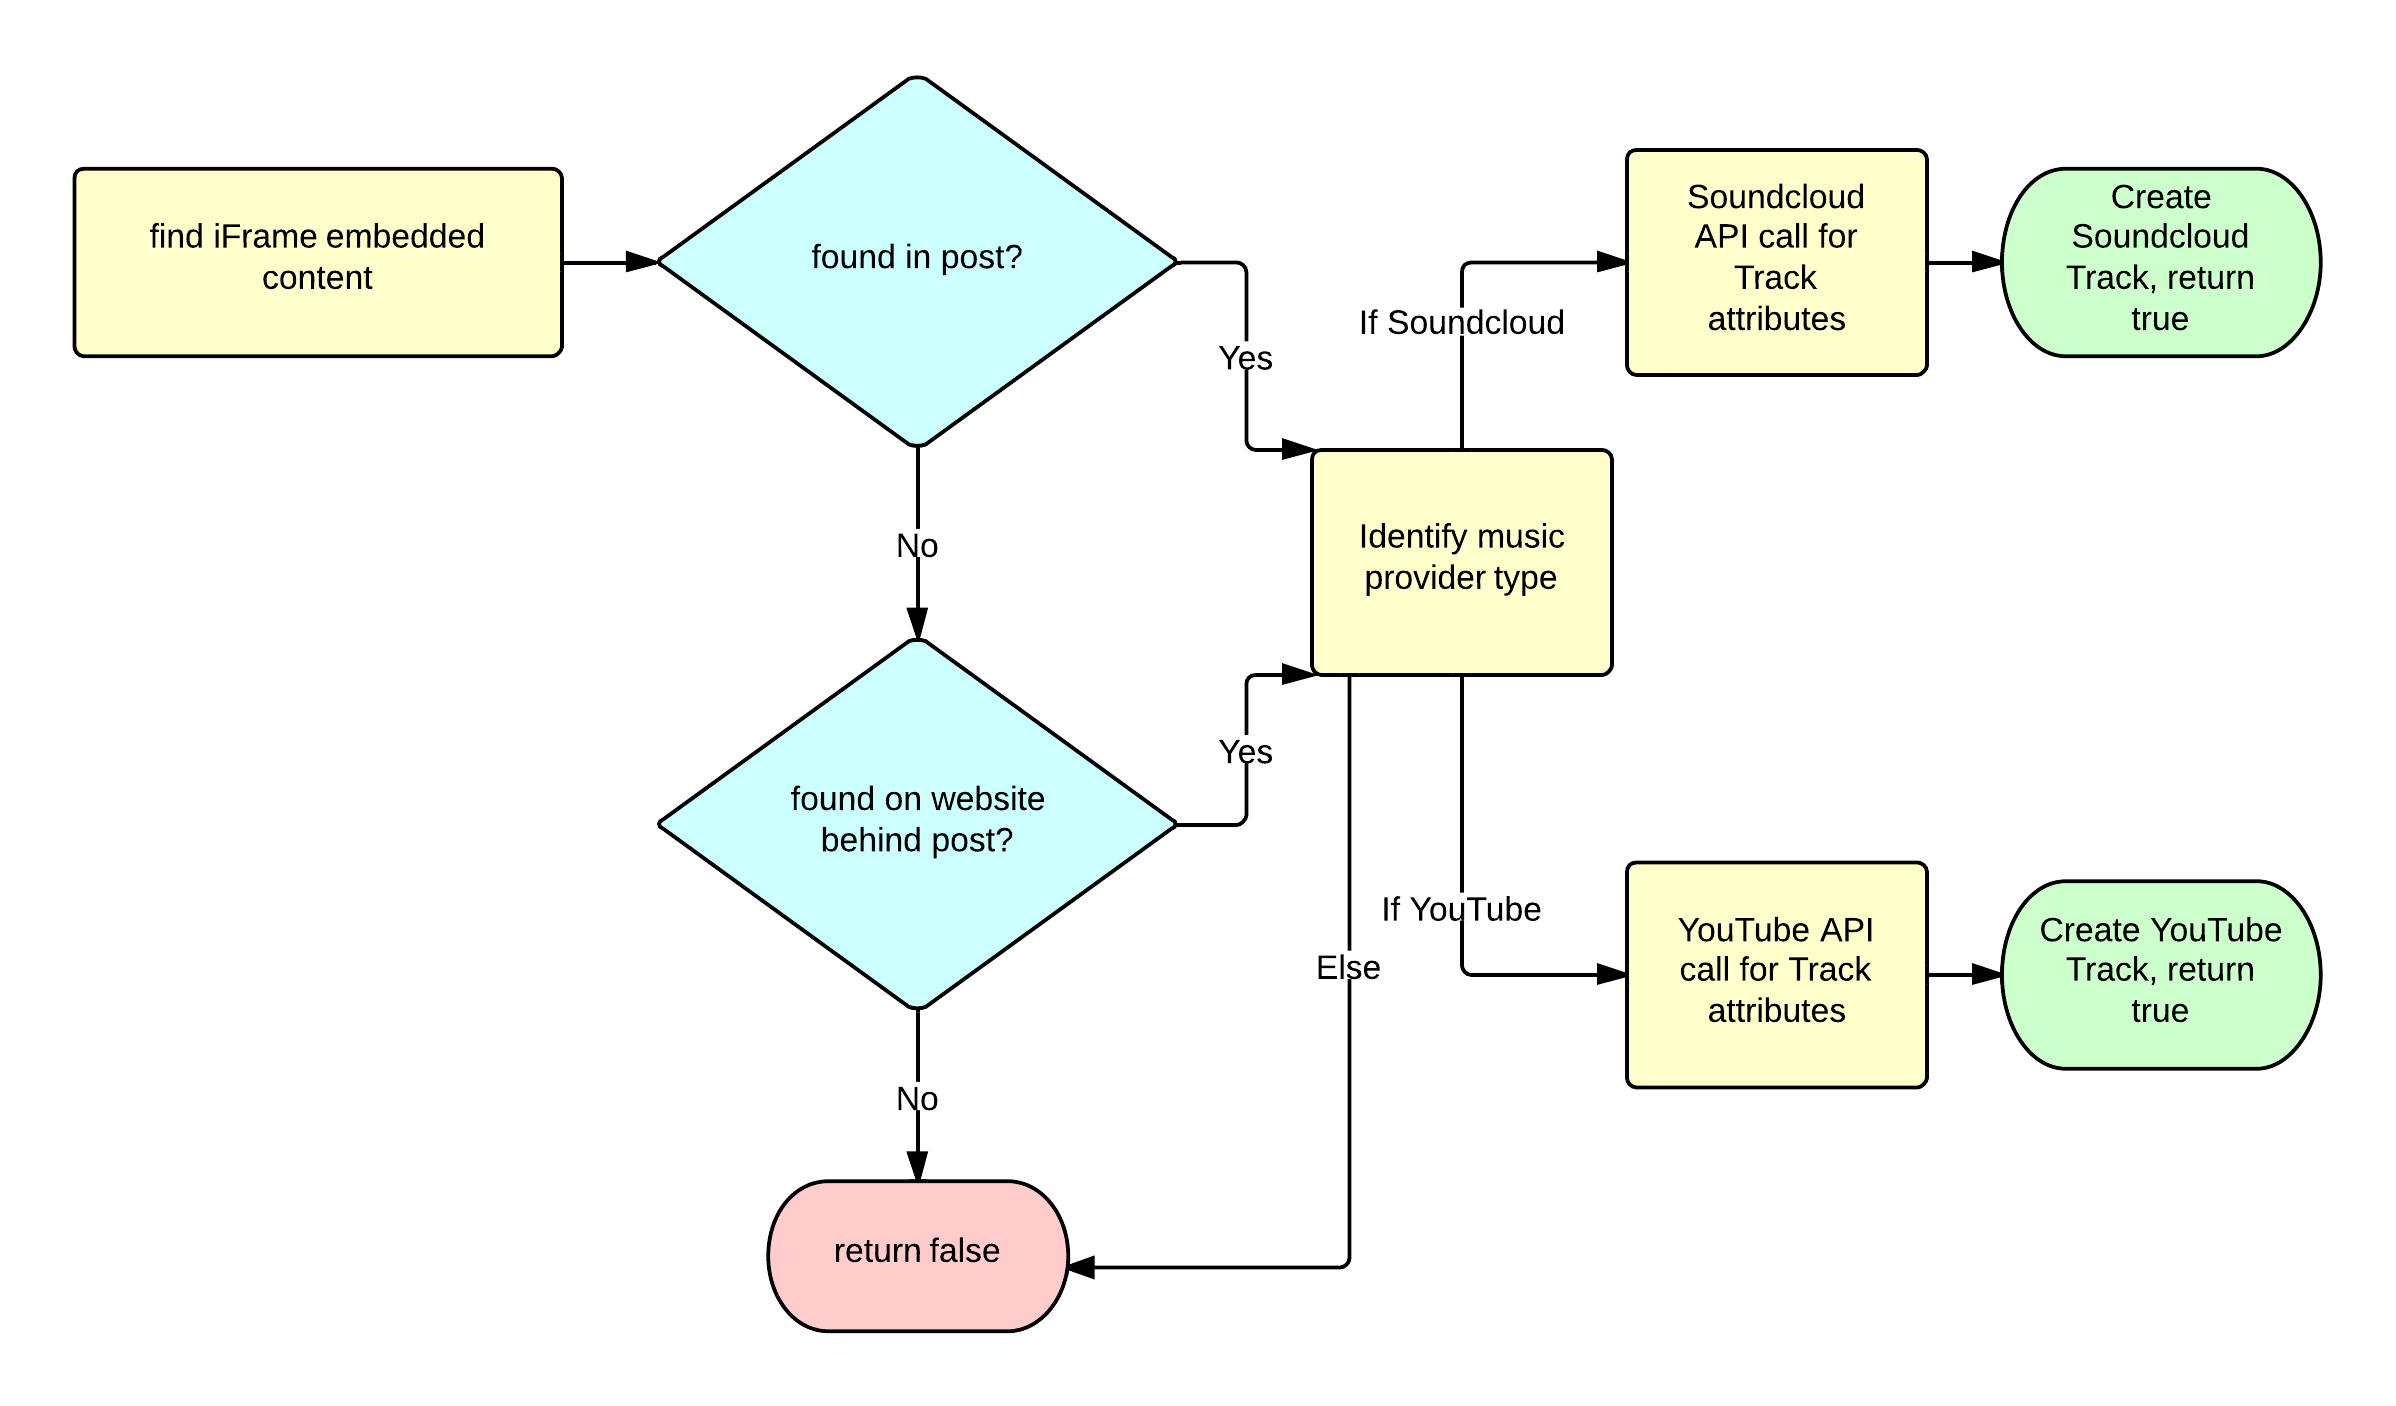 find iFrame embedded
content
found in post?
Yes
No
found on website
behind post?
Yes
No
return false
Identify music
provider type
If Soundcloud
Soundcloud
API call for
Track
attributes
Create
Soundcloud
Track, return
true
If YouTube
Else
YouTube API
call for Track
attributes
Create YouTube
Track, return
true